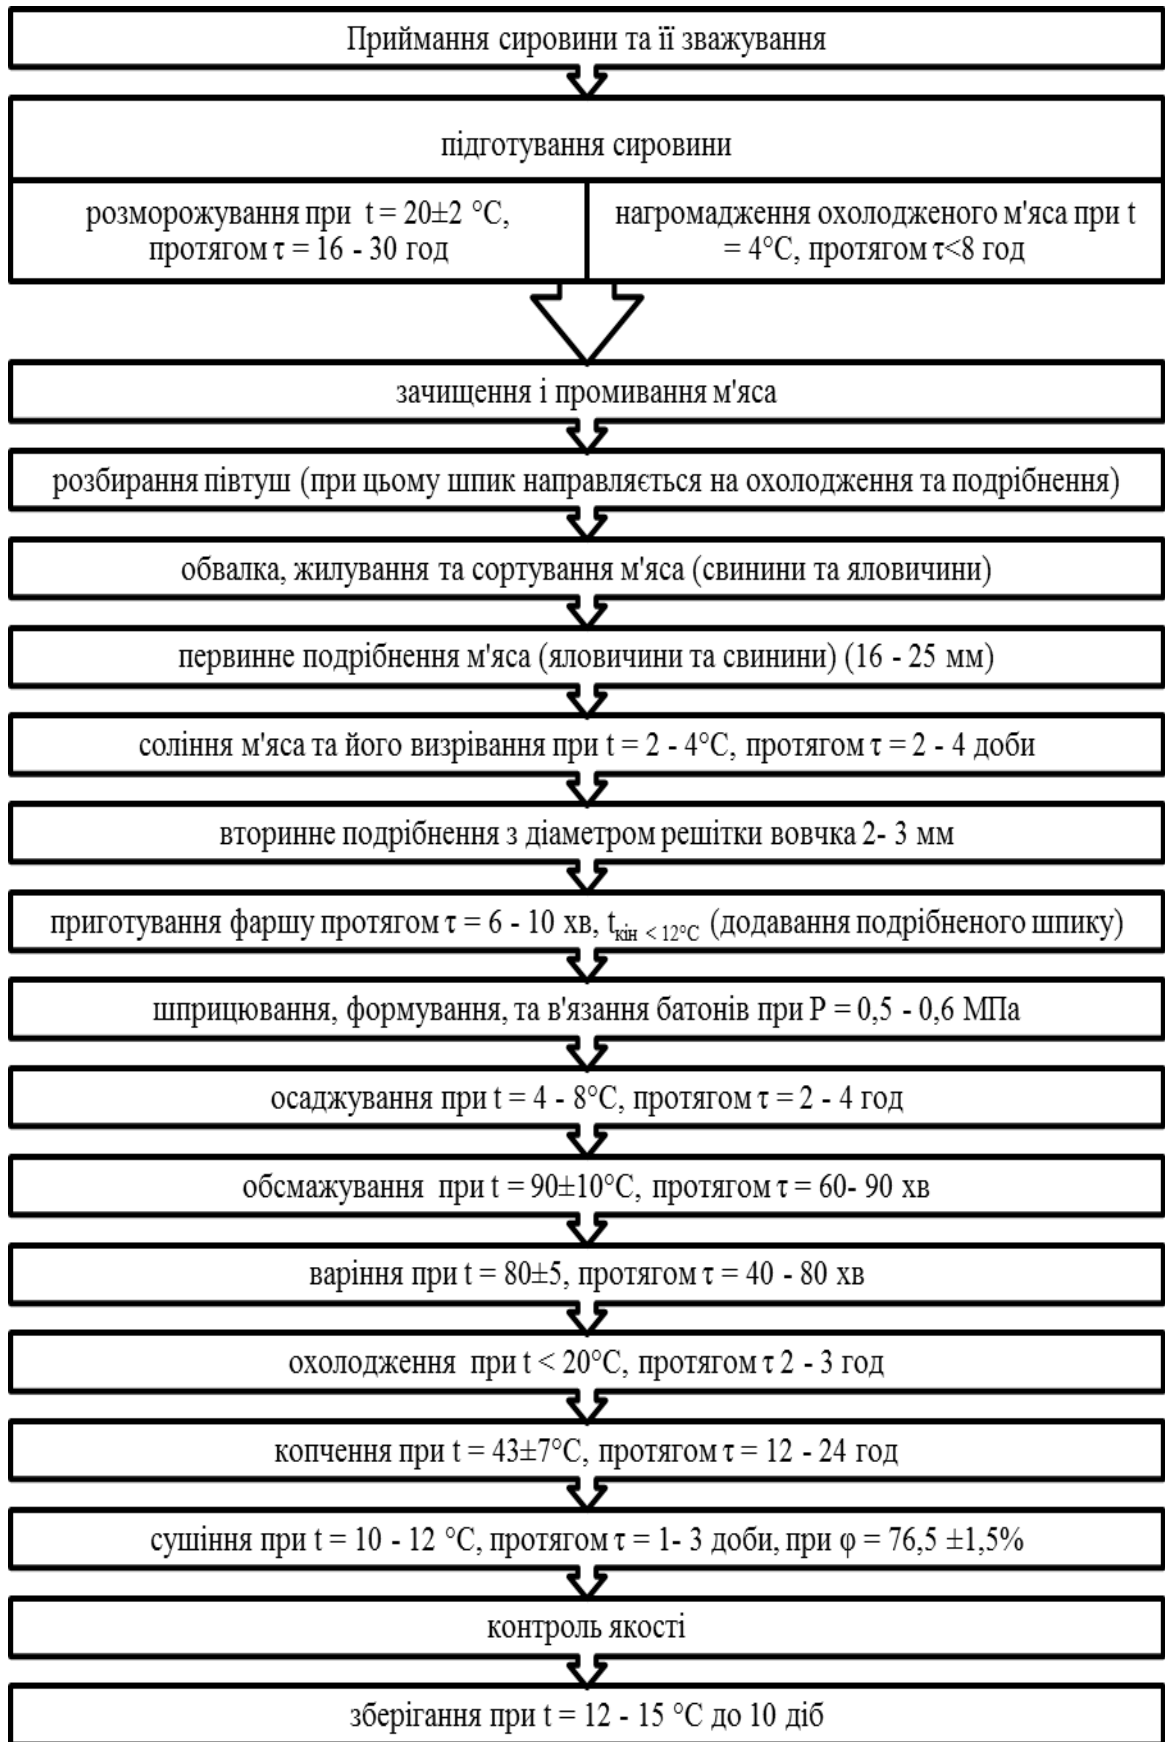 Приймання сировини та її зважування
підготування сировини
розморожування при t = 20±2 °C,
протягом τ = 16 - 30 год
нагромадження охолодженого м'яса при t
= 4°C, протягом τ<8 год
зачищення і промивання м'яса
розбирання півтуш (при цьому шпик направляється на охолодження та подрібнення)
обвалка, жилування та сортування м'яса (свинини та яловичини)
первинне подрібнення м'яса (яловичини та свинини) (16 - 25 мм)
соління м'яса та його визрівання при t = 2 - 4°C, протягом τ = 2 - 4 доби
вторинне подрібнення з діаметром решітки вовчка 2- 3 мм
приготування фаршу протягом τ = 6 - 10 хв, tкін < 12°C (додавання подрібненого шпику)
шприцювання, формування, та в'язання батонів при P = 0,5 - 0,6 МПа
осаджування при t = 4 - 8°C, протягом τ = 2 - 4 год
обсмажування при t = 90±10°C, протягом τ = 60- 90 хв
варіння при t = 80±5, протягом τ = 40 - 80 хв
охолодження при t < 20°C, протягом τ 2 - 3 год
копчення при t = 43±7°C, протягом τ = 12 - 24 год
сушіння при t = 10 - 12 °C, протягом τ = 1- 3 доби, при φ = 76,5 ±1,5%
контроль якості
зберігання при t = 12 - 15 °C до 10 діб